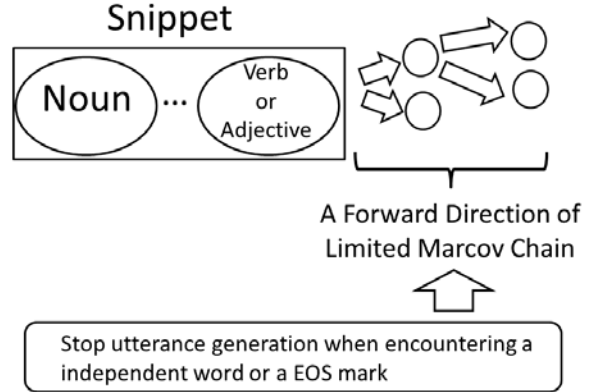 Snippet
Noun
...
Verb
or
Adjective
A Forward Direction of
Limited Marcov Chain
Stop utterance generation when encountering a
independent word or a EOS mark